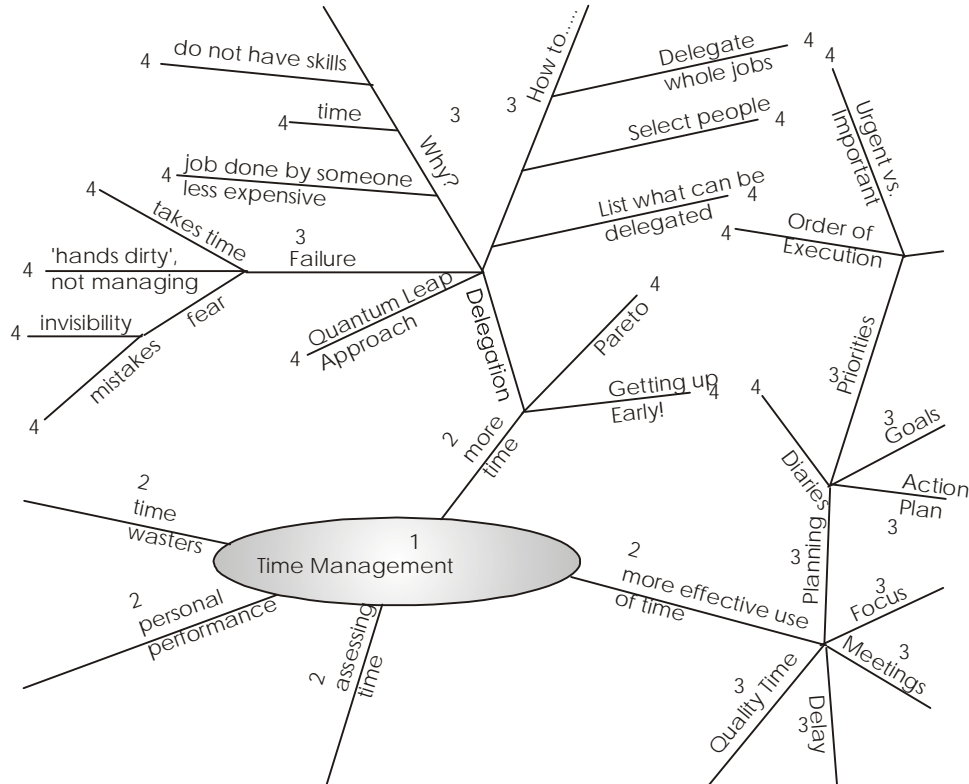 do not have skills
4
time
4
job done by someone
less expensive
4
Why?
3
3
How to.....
Delegate
whole jobs
4
Select people
4
List what can be
delegated
4
4
Urgent vs.
Important
Order of
Execution
4
takes time
4
'hands dirty',
not managing
4
3
Failure
fear
invisibility
4
mistakes
4
Quantum Leap
Approach
4
Delegation
Pareto
4
Getting up
Early!
4
2
more
time
Priorities
3
3
Goals
4
Diaries
Action
Plan
3
Planning
3
2
time
wasters
1
Time Management
2
more effective use
of time
3
Focus
3
Meetings
2
personal
performance
2
assessing
time
3
Quality Time
3
Delay